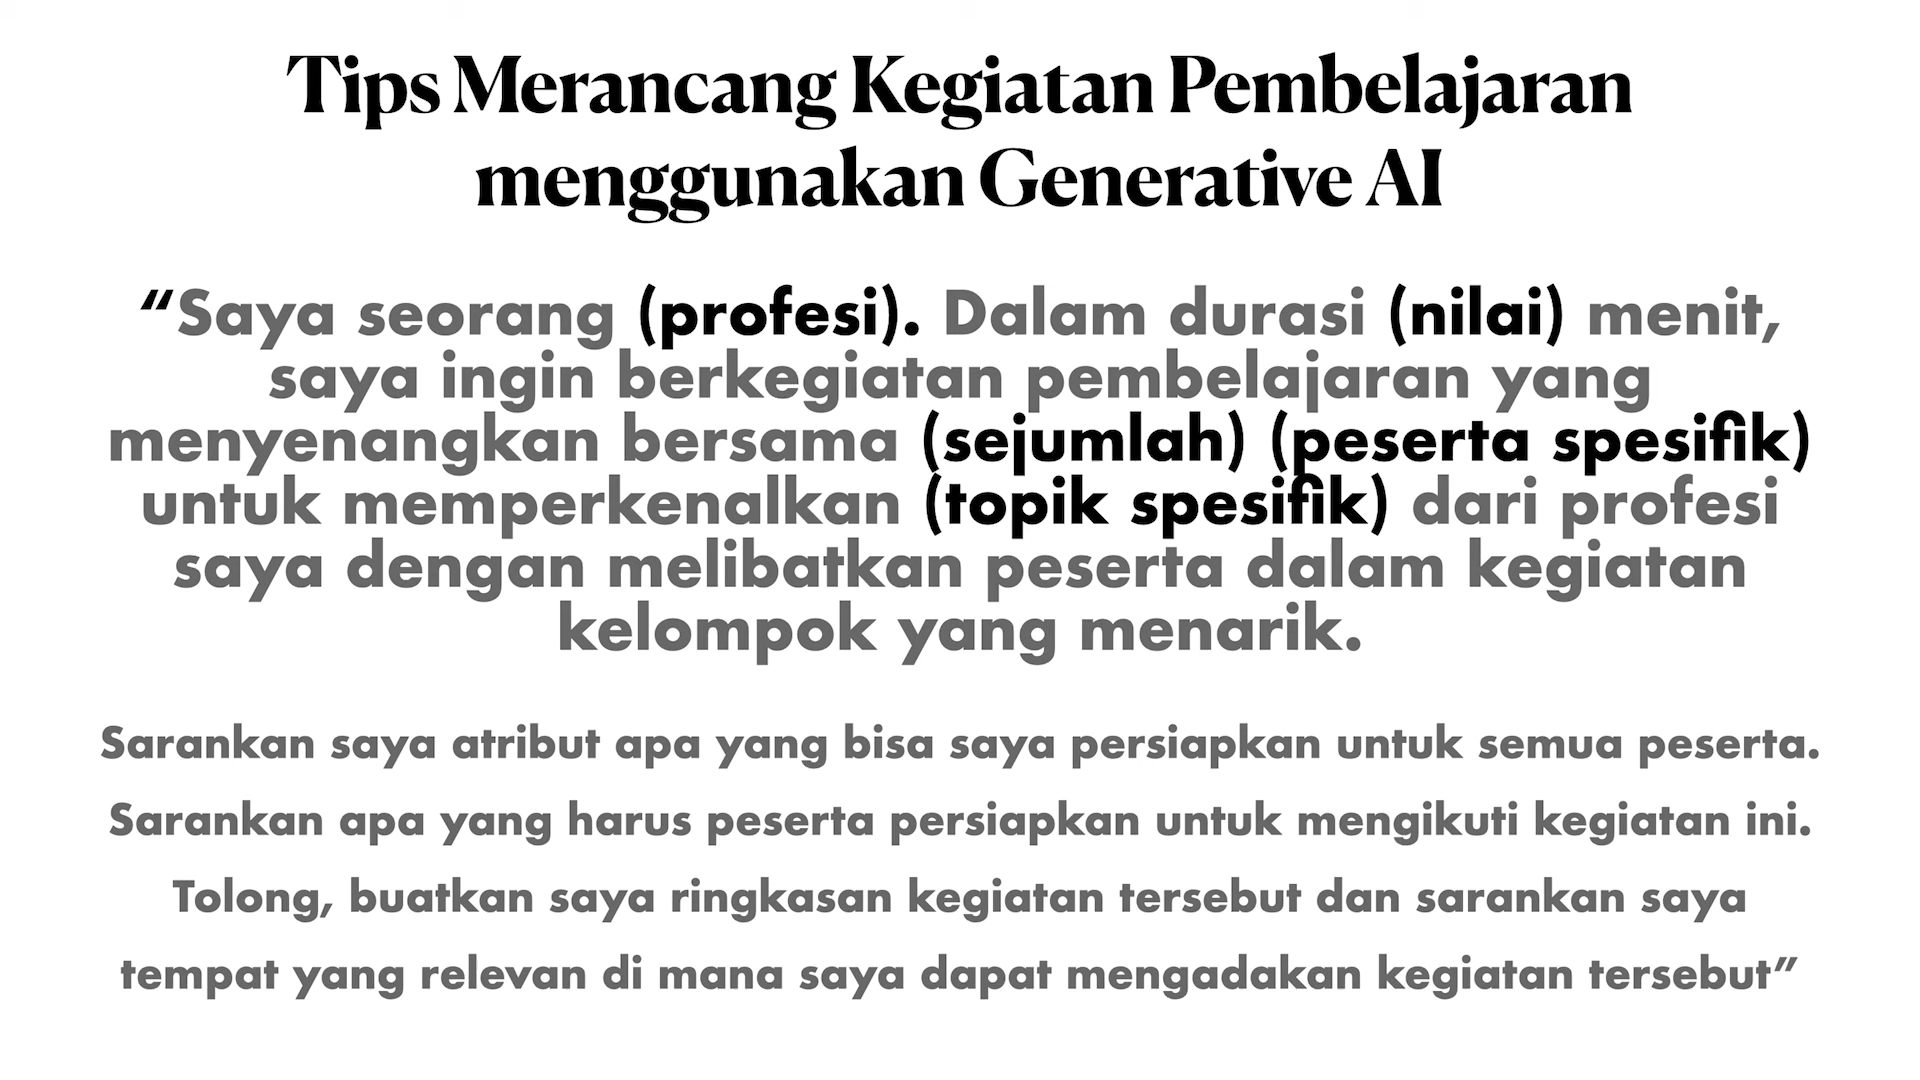 Tips Merancang Kegiatan Pembelajaran
menggunakan Generative AI
“Saya seorang (profesi). Dalam durasi (nilai) menit,
saya ingin berkegiatan pembelajaran yang
menyenangkan bersama (sejumlah) (peserta spesifik)
untuk memperkenalkan (topik spesifik) dari profesi
saya dengan melibatkan peserta dalam kegiatan
kelompok yang menarik.
Sarankan saya atribut apa yang bisa saya persiapkan untuk semua peserta.
Sarankan apa yang harus peserta persiapkan untuk mengikuti kegiatan ini.
Tolong, buatkan saya ringkasan kegiatan tersebut dan sarankan saya
tempat yang relevan di mana saya dapat mengadakan kegiatan tersebut”